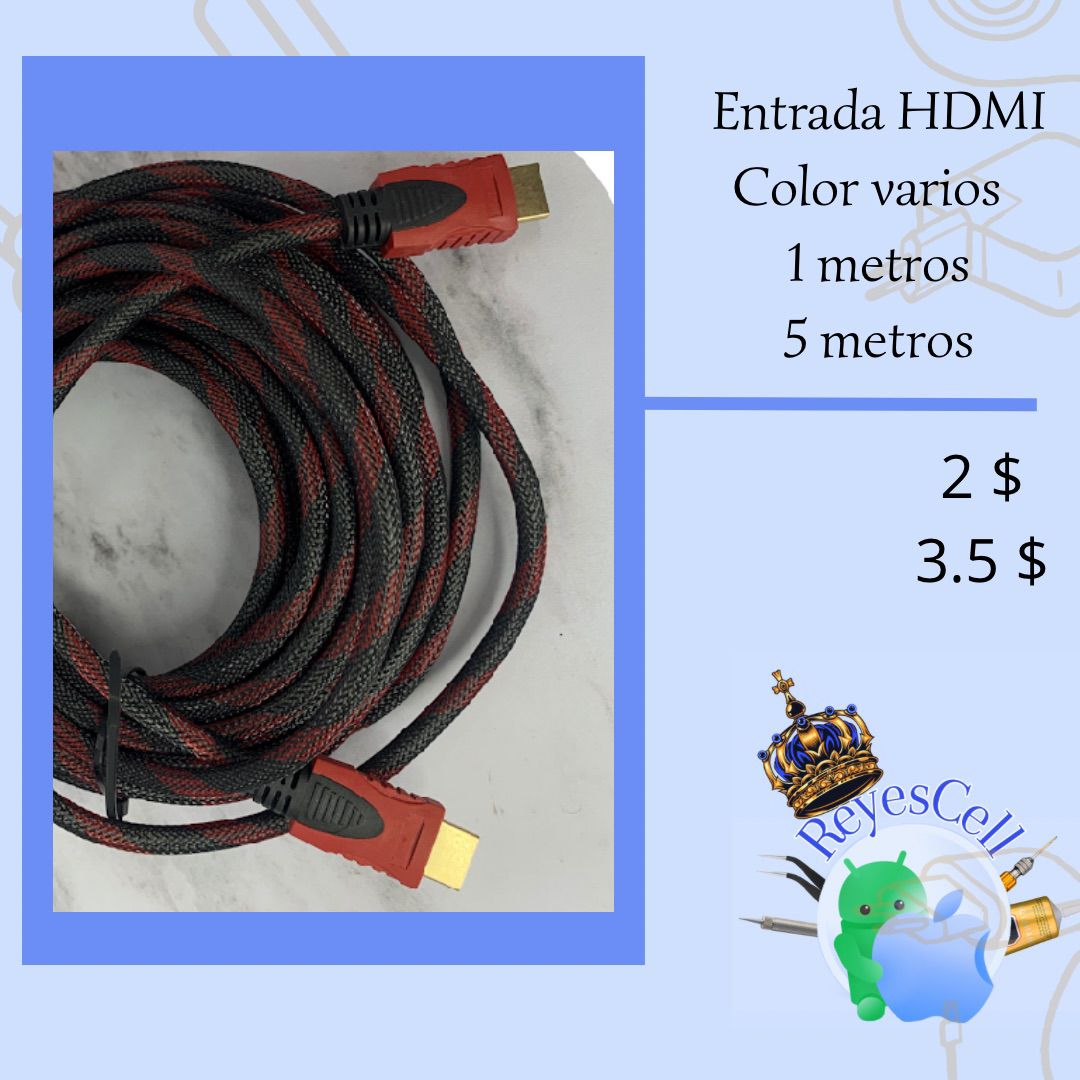 Entrada HDMI
Color varios
1 metros
5 metros
2 $
3.5 $
ReyesCell